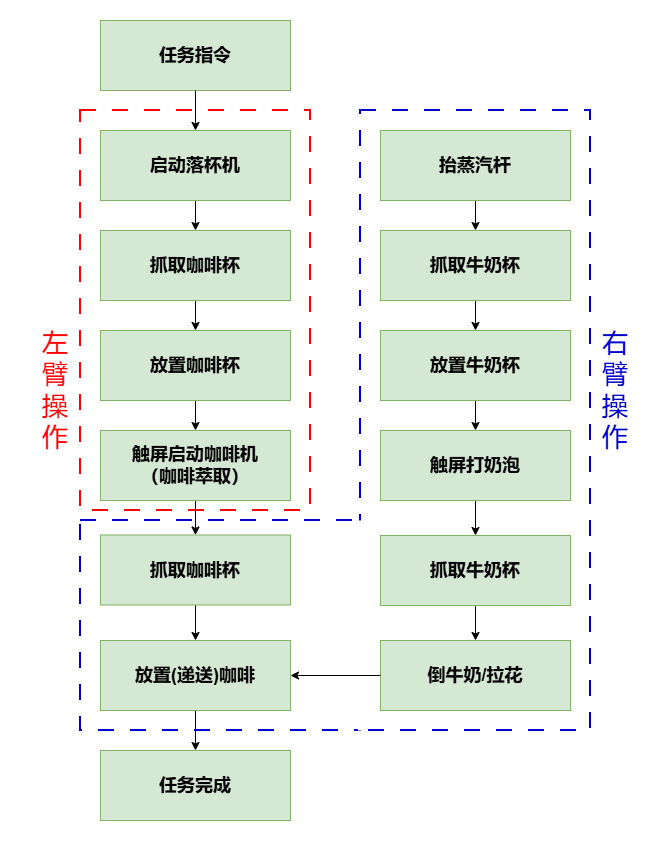 任务指令
左臂操作
启动落杯机
抓取咖啡杯
放置咖啡杯
触屏启动咖啡机
（咖啡萃取）
抓取咖啡杯
放置(递送)咖啡
任务完成
右臂操作
抬蒸汽杆
抓取牛奶杯
放置牛奶杯
触屏打奶泡
抓取牛奶杯
倒牛奶/拉花